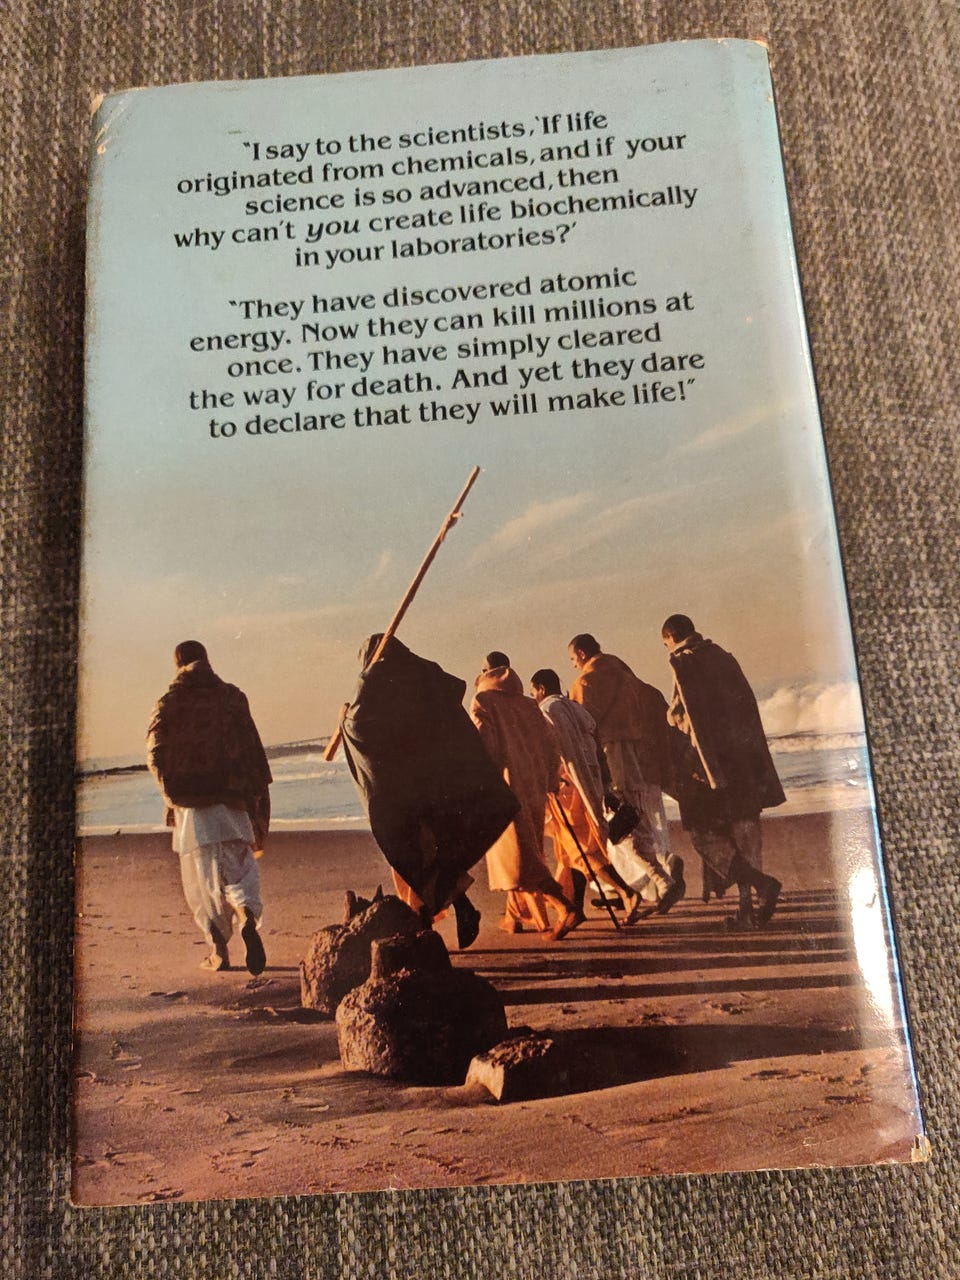 “I say to the scientists, ‘If life
originated from chemicals, and if your
science is so advanced, then
why can't you create life biochemically
in your laboratories?’
“They have discovered atomic
energy. Now they can kill millions at
once. They have simply cleared
the way for death. And yet they dare
to declare that they will make life!”